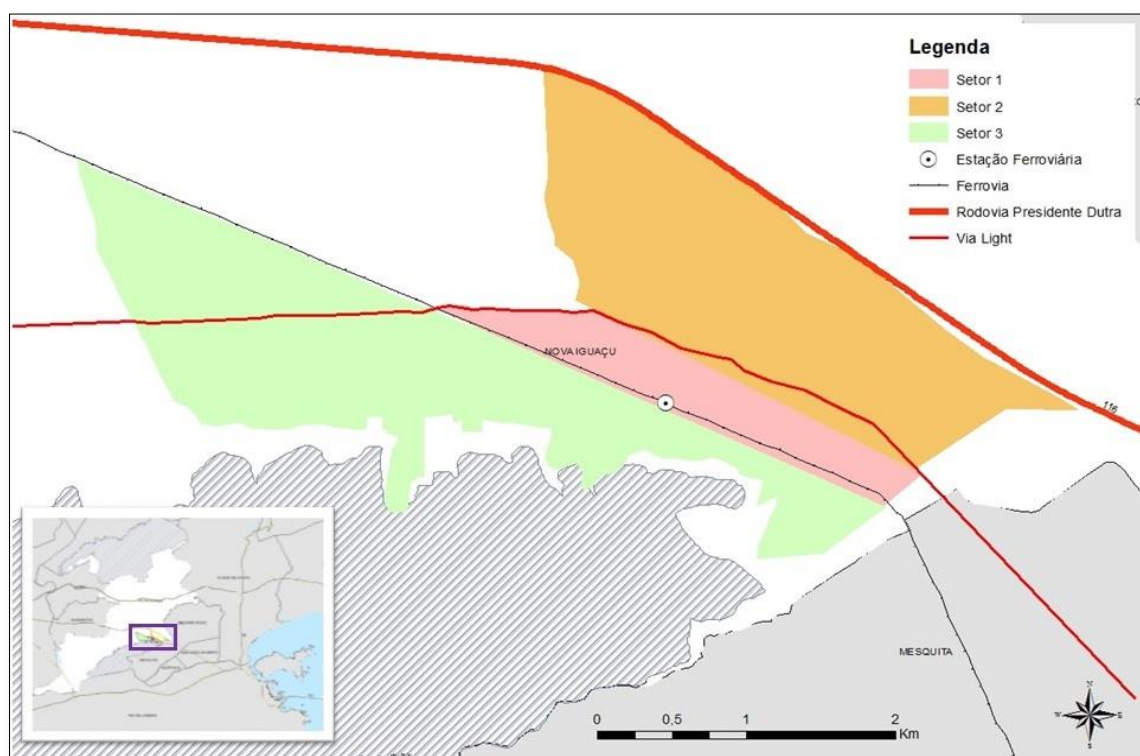 Legenda
Setor 1
Setor 2
Setor 3
Estação Ferroviária
Ferrovia
Rodovia Presidente Dutra
Via Light
NOVA IGUAÇU
116
MESQUITA
N
W
E
S
0 0,5 1 2
Km